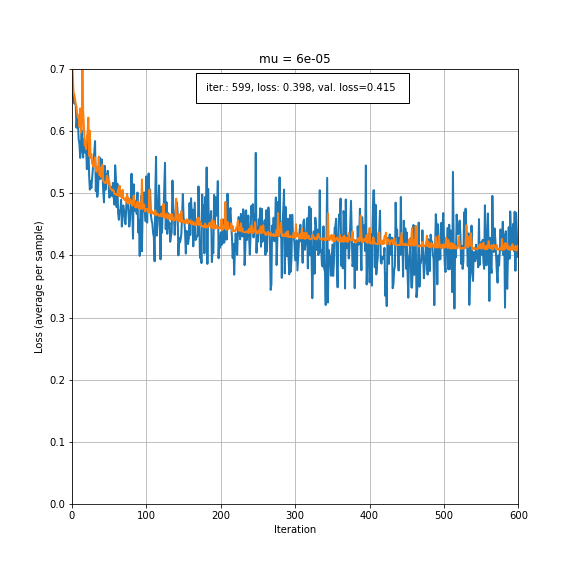 mu = 6e-05
iter.: 599, loss: 0.398, val. loss=0.415
0.7
0.6
0.5
0.4
0.3
0.2
0.1
0.0
Loss (average per sample)
0 100 200 300 400 500 600
Iteration